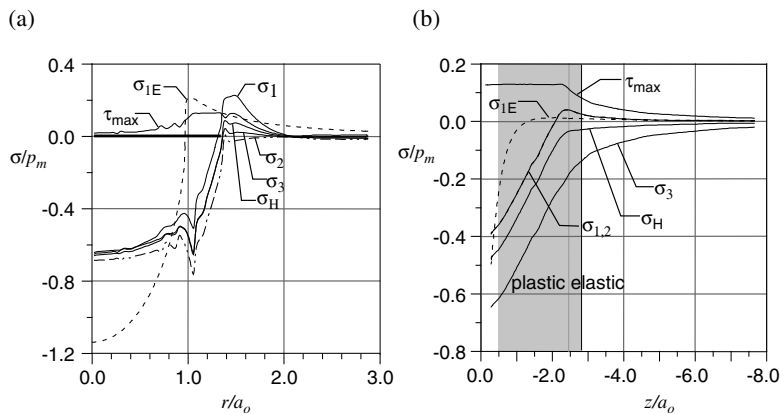 (a)
0.4
0.0
-0.4
-0.8
-1.2
σ/pm
0.0
1.0
2.0
3.0
r/ao
σ1E
σ1
τmax
σ2
σ3
σH
(b)
0.2
0.0
-0.2
-0.4
-0.6
-0.8
σ/pm
0.0
-2.0
-4.0
-6.0
-8.0
z/ao
τmax
σ1E
σ3
σH
σ1,2
plastic elastic